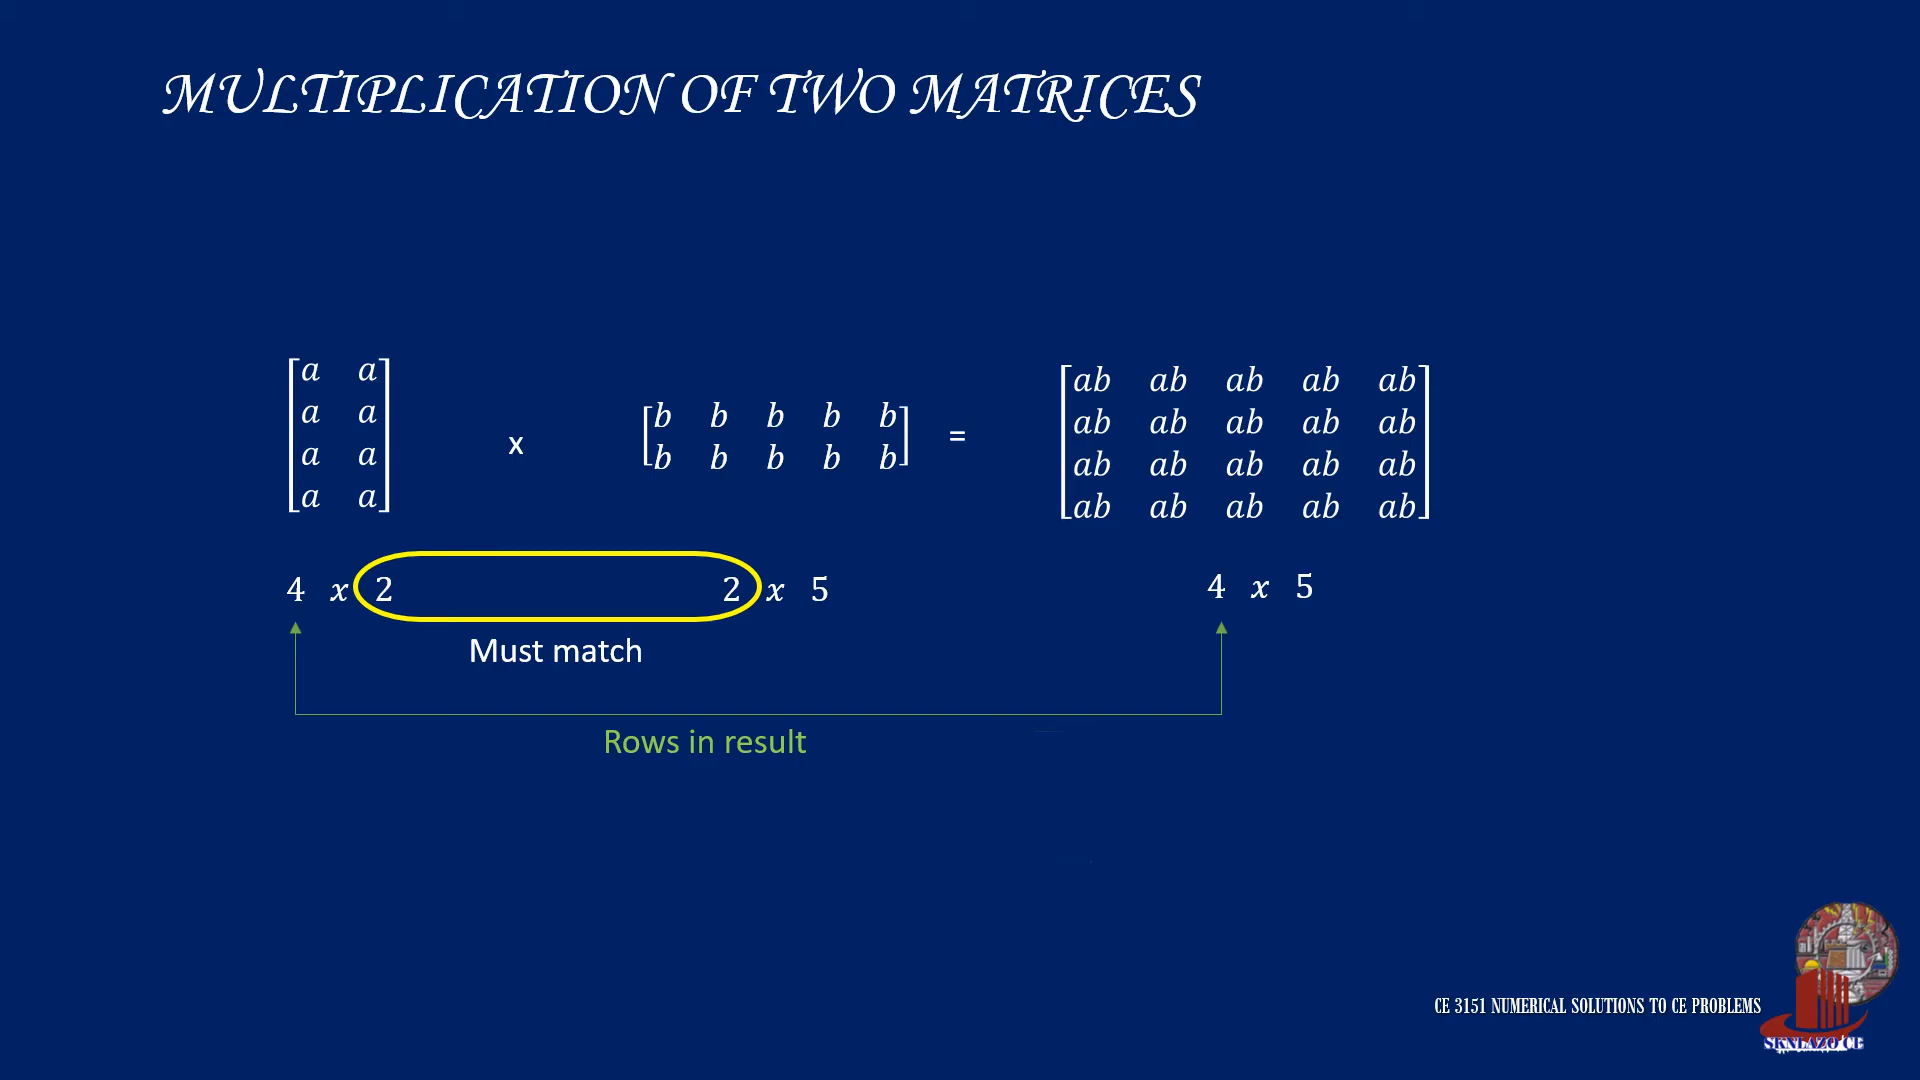 MULTIPLICATION OF TWO MATRICES
a a
a a
a a
a a
x
b b b b b
b b b b b
=
ab ab ab ab ab
ab ab ab ab ab
ab ab ab ab ab
ab ab ab ab ab
4 x 2 2 x 5 4 x 5
Must match
Rows in result
CE 3151 NUMERICAL SOLUTIONS TO CE PROBLEMS